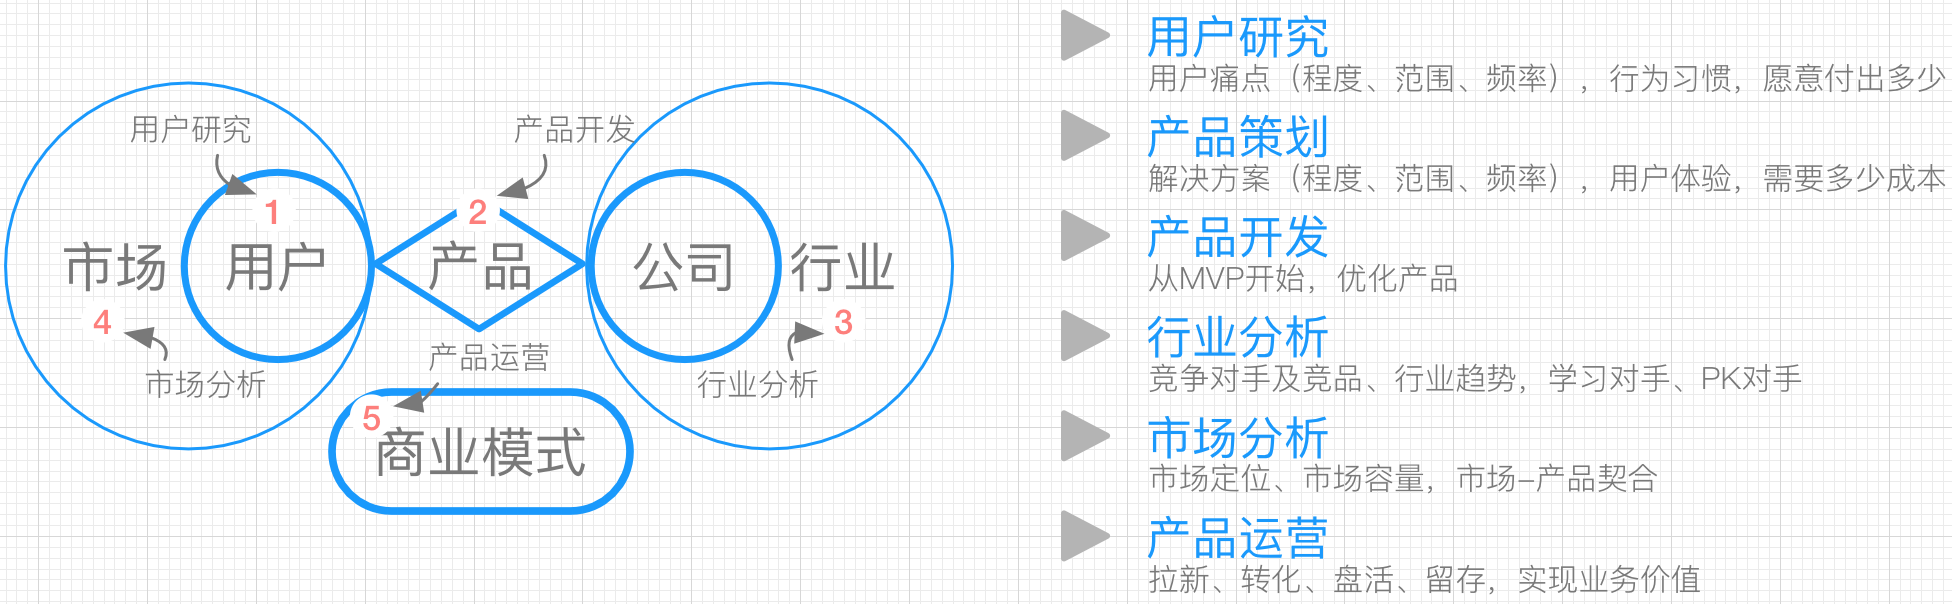 用户研究
产品开发
1
2
市场
用户
产品
公司
行业
4
3
产品运营
市场分析
行业分析
5
商业模式
用户研究
用户痛点（程度、范围、频率），行为习惯，愿意付出多少
产品策划
解决方案（程度、范围、频率），用户体验，需要多少成本
产品开发
从MVP开始，优化产品
行业分析
竞争对手及竞品、行业趋势，学习对手、PK对手
市场分析
市场定位、市场容量，市场-产品契合
产品运营
拉新、转化、盘活、留存，实现业务价值